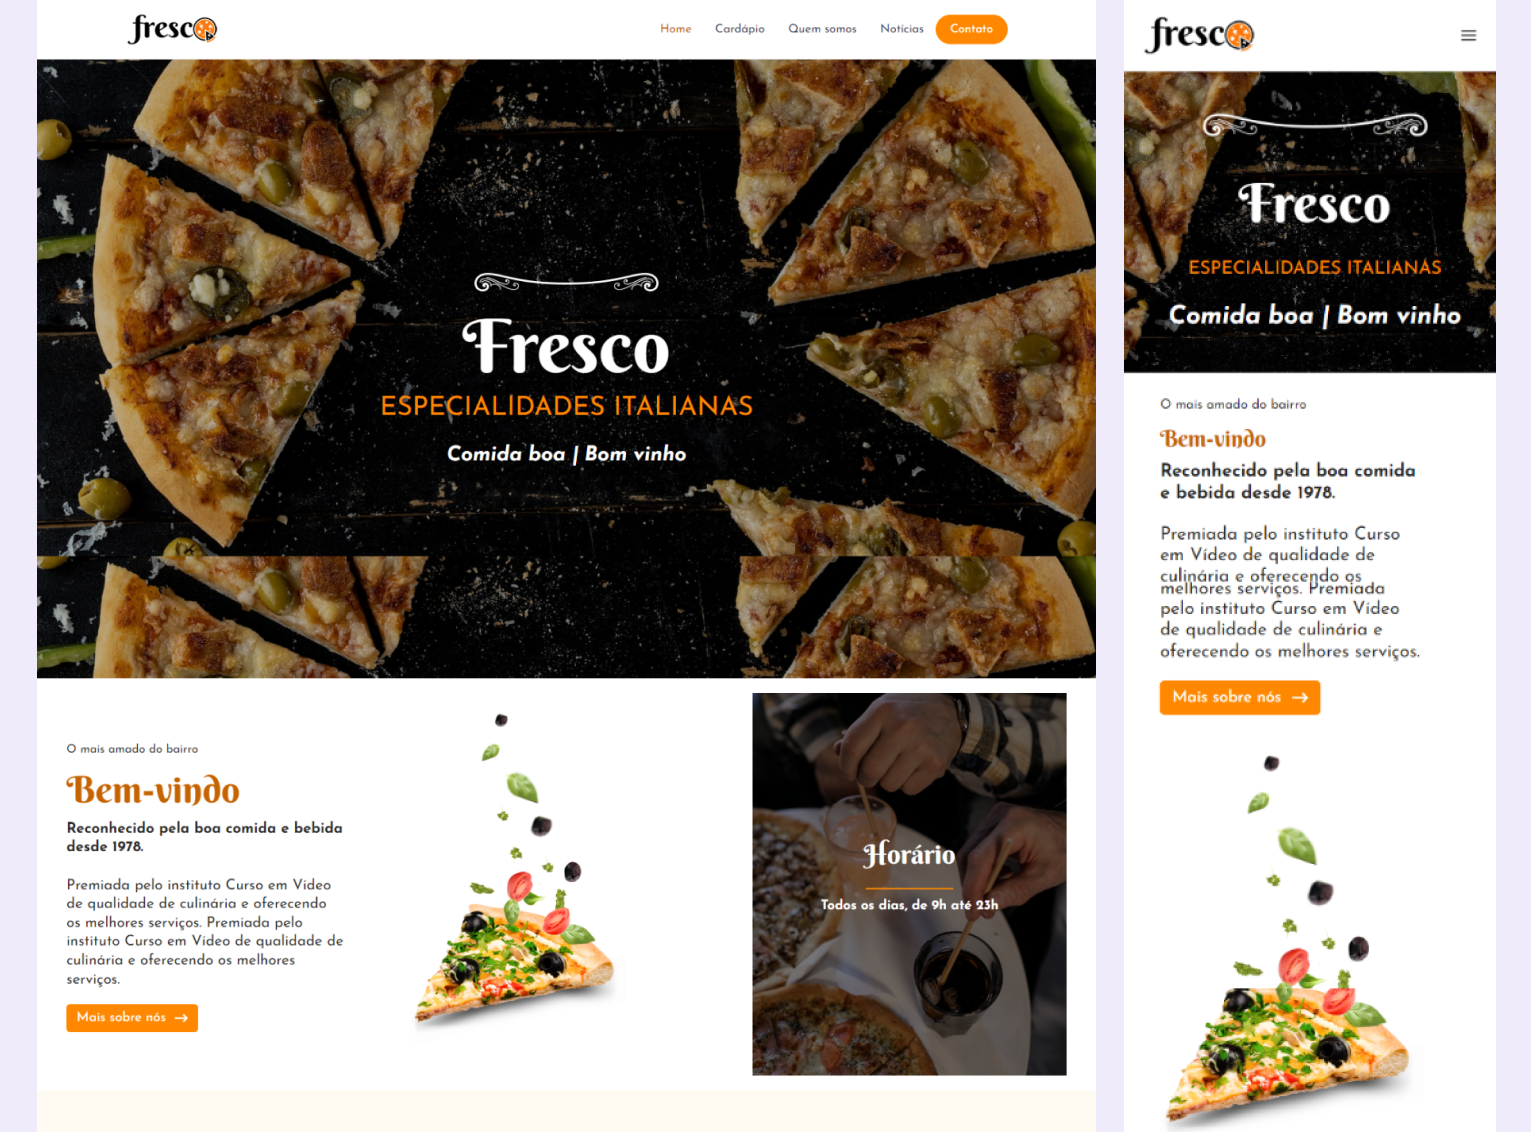 fresco
Home Cardápio Quem somos Notícias Contato
Fresco
ESPECIALIDADES ITALIANAS
Comida boa | Bom vinho
O mais amado do bairro
Bem-vindo
Reconhecido pela boa comida e bebida
desde 1978.
Premiada pelo instituto Curso em Vídeo
de qualidade de culinária e oferecendo
os melhores serviços. Premiada pelo
instituto Curso em Vídeo de qualidade de
culinária e oferecendo os melhores
serviços.
Mais sobre nós →
Horário
Todos os dias, de 9h até 23h
fresco
Fresco
ESPECIALIDADES ITALIANAS
Comida boa | Bom vinho
O mais amado do bairro
Bem-vindo
Reconhecido pela boa comida
e bebida desde 1978.
Premiada pelo instituto Curso
em Vídeo de qualidade de
culinária e oferecendo os
melhores serviços. Premiada
pelo instituto Curso em Vídeo
de qualidade de culinária e
oferecendo os melhores serviços.
Mais sobre nós →